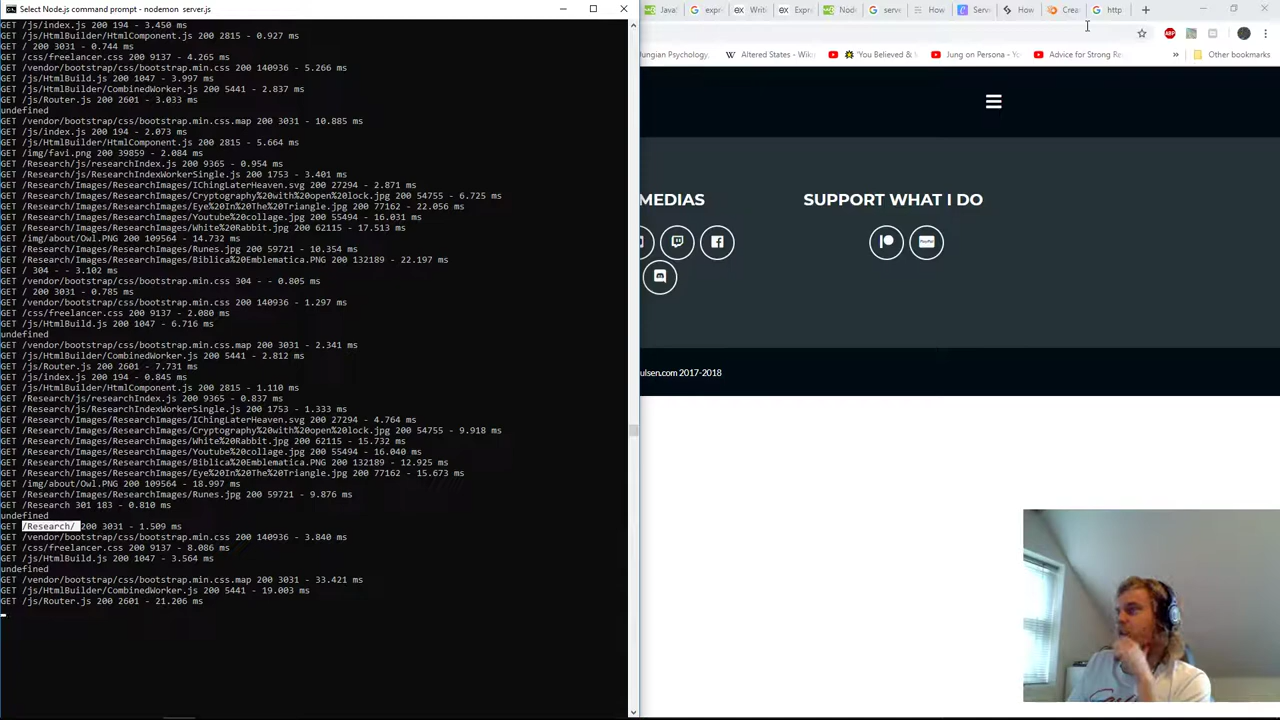 Select Node.js command prompt - nodemon server.js
GET /js/index.js 200 194 - 3.450 ms
GET /js/HtmlBuilder/HtmlComponent.js 200 2815 - 0.927 ms
GET / 200 3031 - 0.744 ms
GET /css/freelancer.css 200 9137 - 4.265 ms
GET /vendor/bootstrap/css/bootstrap.min.css 200 140936 - 5.266 ms
GET /js/HtmlBuild.js 200 1047 - 3.997 ms
GET /js/HtmlBuilder/CombinedWorker.js 200 5441 - 2.837 ms
GET /js/Router.js 200 2601 - 3.033 ms
undefined
GET /vendor/bootstrap/css/bootstrap.min.css.map 200 3031 - 10.885 ms
GET /js/index.js 200 194 - 2.073 ms
GET /js/HtmlBuilder/HtmlComponent.js 200 2815 - 5.664 ms
GET /img/favi.png 200 39859 - 2.084 ms
GET /Research/js/researchIndex.js 200 9365 - 0.954 ms
GET /Research/js/ResearchIndexWorkerSingle.js 200 1753 - 3.401 ms
GET /Research/Images/ResearchImages/IChingLaterHeaven.svg 200 27294 - 2.871 ms
GET /Research/Images/ResearchImages/Cryptography%20with%20open%20lock.jpg 200 54755 - 6.725 ms
GET /Research/Images/ResearchImages/Eye%20In%20The%20Triangle.jpg 200 77162 - 22.056 ms
GET /Research/Images/ResearchImages/Youtube%20collage.jpg 200 55494 - 16.031 ms
GET /Research/Images/ResearchImages/White%20Rabbit.jpg 200 62115 - 17.513 ms
GET /img/about/Owl.PNG 200 109564 - 14.732 ms
GET /Research/Images/ResearchImages/Runes.jpg 200 59721 - 10.354 ms
GET /Research/Images/ResearchImages/Biblica%20Emblematica.PNG 200 132189 - 22.197 ms
GET / 304 - - 3.102 ms
GET /vendor/bootstrap/css/bootstrap.min.css 304 - - 0.805 ms
GET / 200 3031 - 0.785 ms
GET /vendor/bootstrap/css/bootstrap.min.css 200 140936 - 1.297 ms
GET /css/freelancer.css 200 9137 - 2.080 ms
GET /js/HtmlBuild.js 200 1047 - 6.716 ms
undefined
GET /vendor/bootstrap/css/bootstrap.min.css.map 200 3031 - 2.341 ms
GET /js/HtmlBuilder/CombinedWorker.js 200 5441 - 2.812 ms
GET /js/Router.js 200 2601 - 7.731 ms
GET /js/index.js 200 194 - 0.845 ms
GET /js/HtmlBuilder/HtmlComponent.js 200 2815 - 1.110 ms
GET /Research/js/researchIndex.js 200 9365 - 0.837 ms
GET /Research/js/ResearchIndexWorkerSingle.js 200 1753 - 1.333 ms
GET /Research/Images/ResearchImages/IChingLaterHeaven.svg 200 27294 - 4.764 ms
GET /Research/Images/ResearchImages/Cryptography%20with%20open%20lock.jpg 200 54755 - 9.918 ms
GET /Research/Images/ResearchImages/White%20Rabbit.jpg 200 62115 - 15.732 ms
GET /Research/Images/ResearchImages/Youtube%20collage.jpg 200 55494 - 16.040 ms
GET /Research/Images/ResearchImages/Biblica%20Emblematica.PNG 200 132189 - 12.925 ms
GET /Research/Images/ResearchImages/Eye%20In%20The%20Triangle.jpg 200 77162 - 15.673 ms
GET /img/about/Owl.PNG 200 109564 - 18.997 ms
GET /Research/Images/ResearchImages/Runes.jpg 200 59721 - 9.876 ms
GET /Research 301 183 - 0.810 ms
undefined
GET /Research/ 200 3031 - 1.509 ms
GET /vendor/bootstrap/css/bootstrap.min.css 200 140936 - 3.840 ms
GET /css/freelancer.css 200 9137 - 8.086 ms
GET /js/HtmlBuild.js 200 1047 - 3.564 ms
undefined
GET /vendor/bootstrap/css/bootstrap.min.css.map 200 3031 - 33.421 ms
GET /js/HtmlBuilder/CombinedWorker.js 200 5441 - 19.003 ms
GET /js/Router.js 200 2601 - 21.206 ms
Java expr Writi Expr Node serve How Serve How Crea http
ABP
ungian Psychology. W Altered States - Wik 'You Believed & M Jung on Persona - Yo Advice for Strong Re » Other bookmarks
MEDIAS SUPPORT WHAT I DO
PayPal
ulsen.com 2017-2018